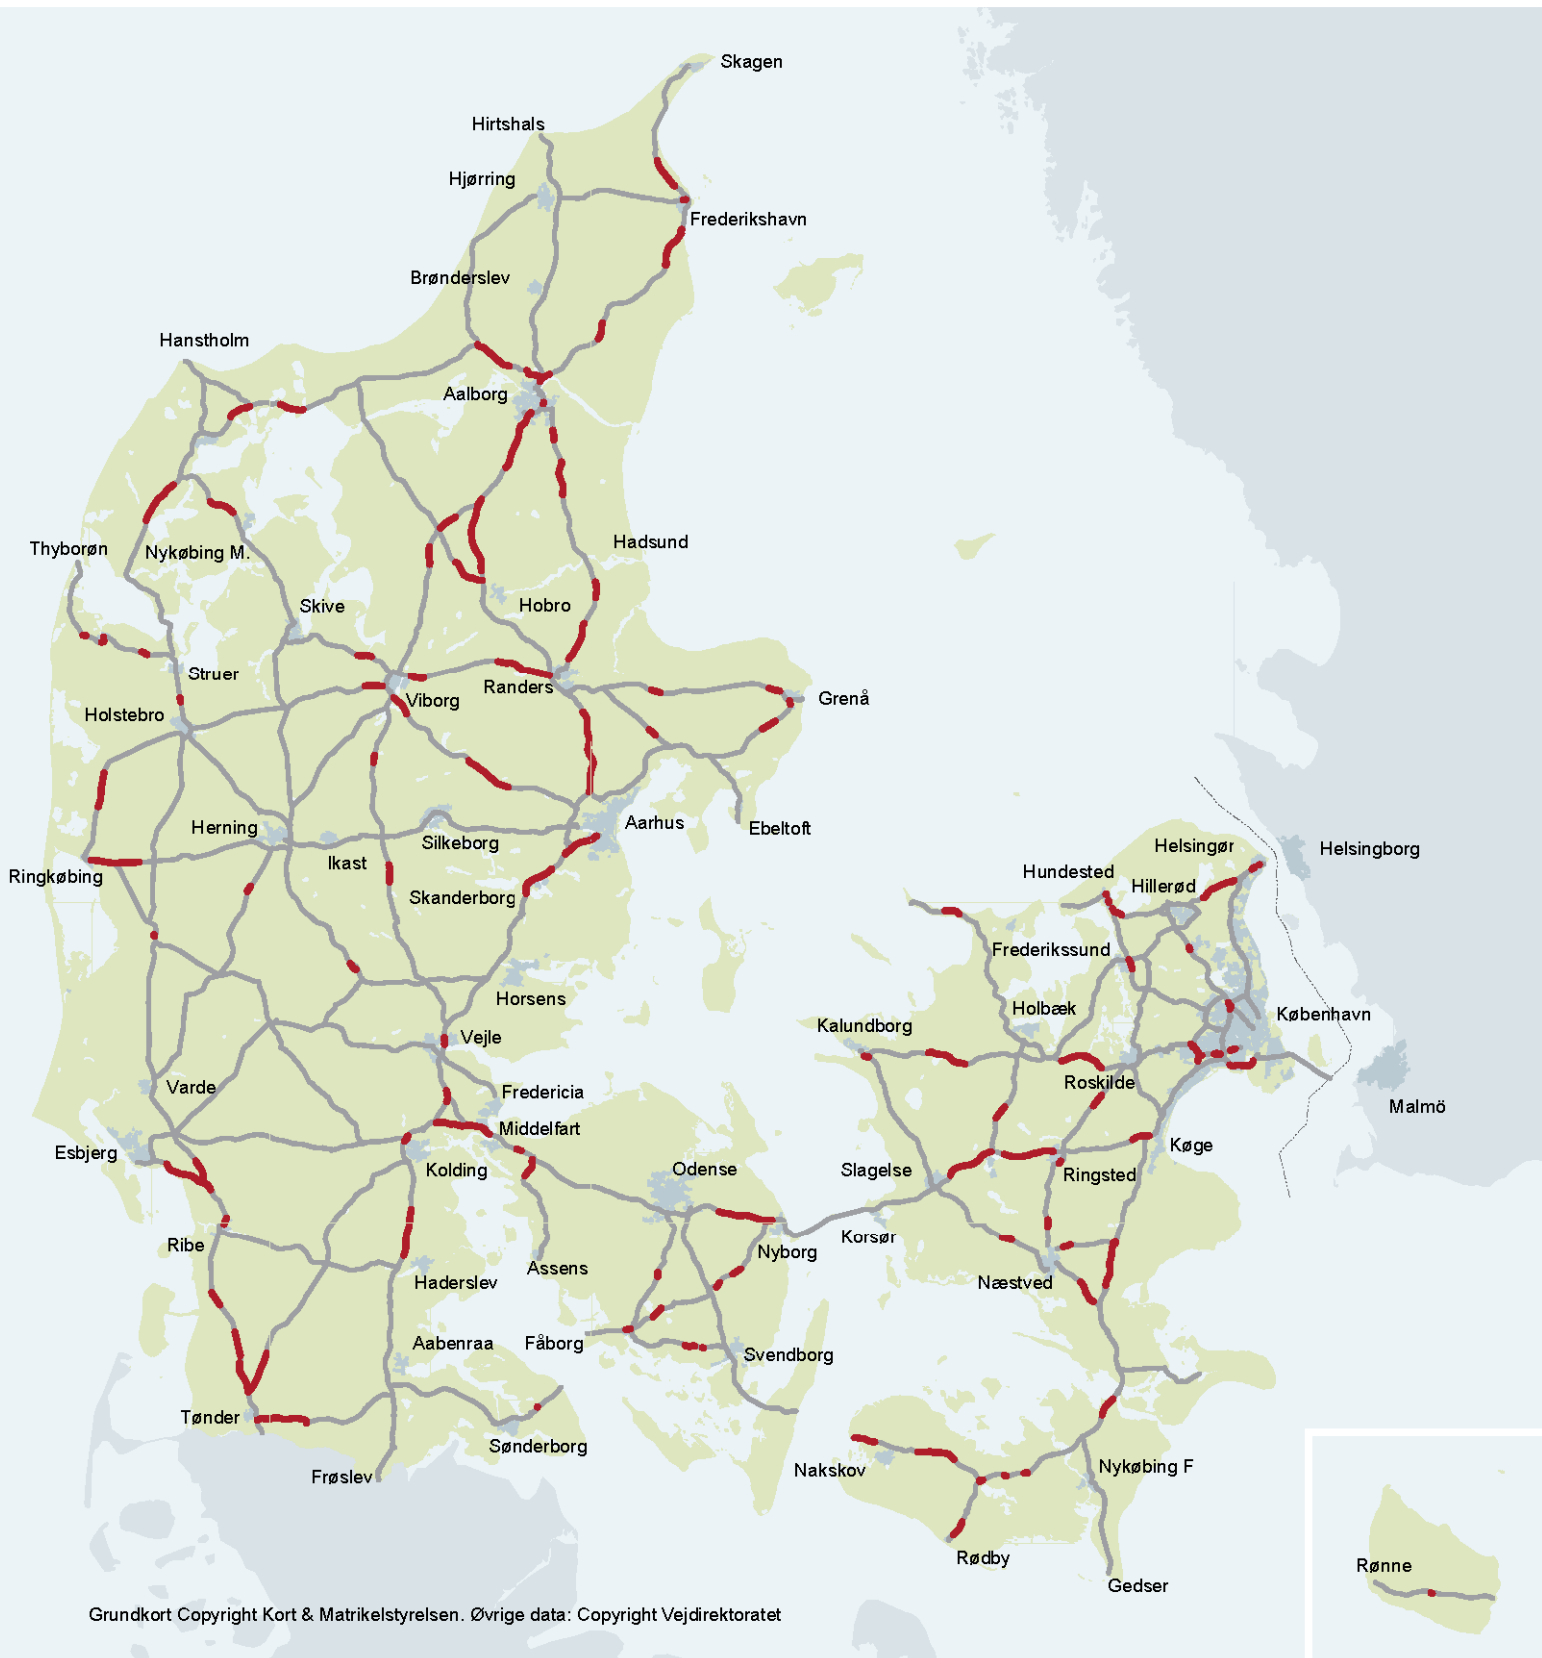 Skagen
Hirtshals
Hjørring
Frederikshavn
Brønderslev
Hanstholm
Aalborg
Hadsund
Thyborøn
Nykøbing M.
Skive
Hobro
Struer
Randers
Viborg
Grenå
Holstebro
Herning
Aarhus
Ebeltoft
Silkeborg
Ikast
Helsingør
Helsingborg
Ringkøbing
Hundested
Hillerød
Skanderborg
Frederikssund
Horsens
Holbæk
København
Kalundborg
Vejle
Varde
Fredericia
Roskilde
Malmö
Middelfart
Esbjerg
Kolding
Odense
Slagelse
Ringsted
Køge
Ribe
Nyborg
Korsør
Assens
Haderslev
Næstved
Aabenraa
Fåborg
Svendborg
Tønder
Sønderborg
Frøslev
Nakskov
Nykøbing F
Rødby
Rønne
Gedser
Grundkort Copyright Kort & Matrikelstyrelsen. Øvrige data: Copyright Vejdirektoratet